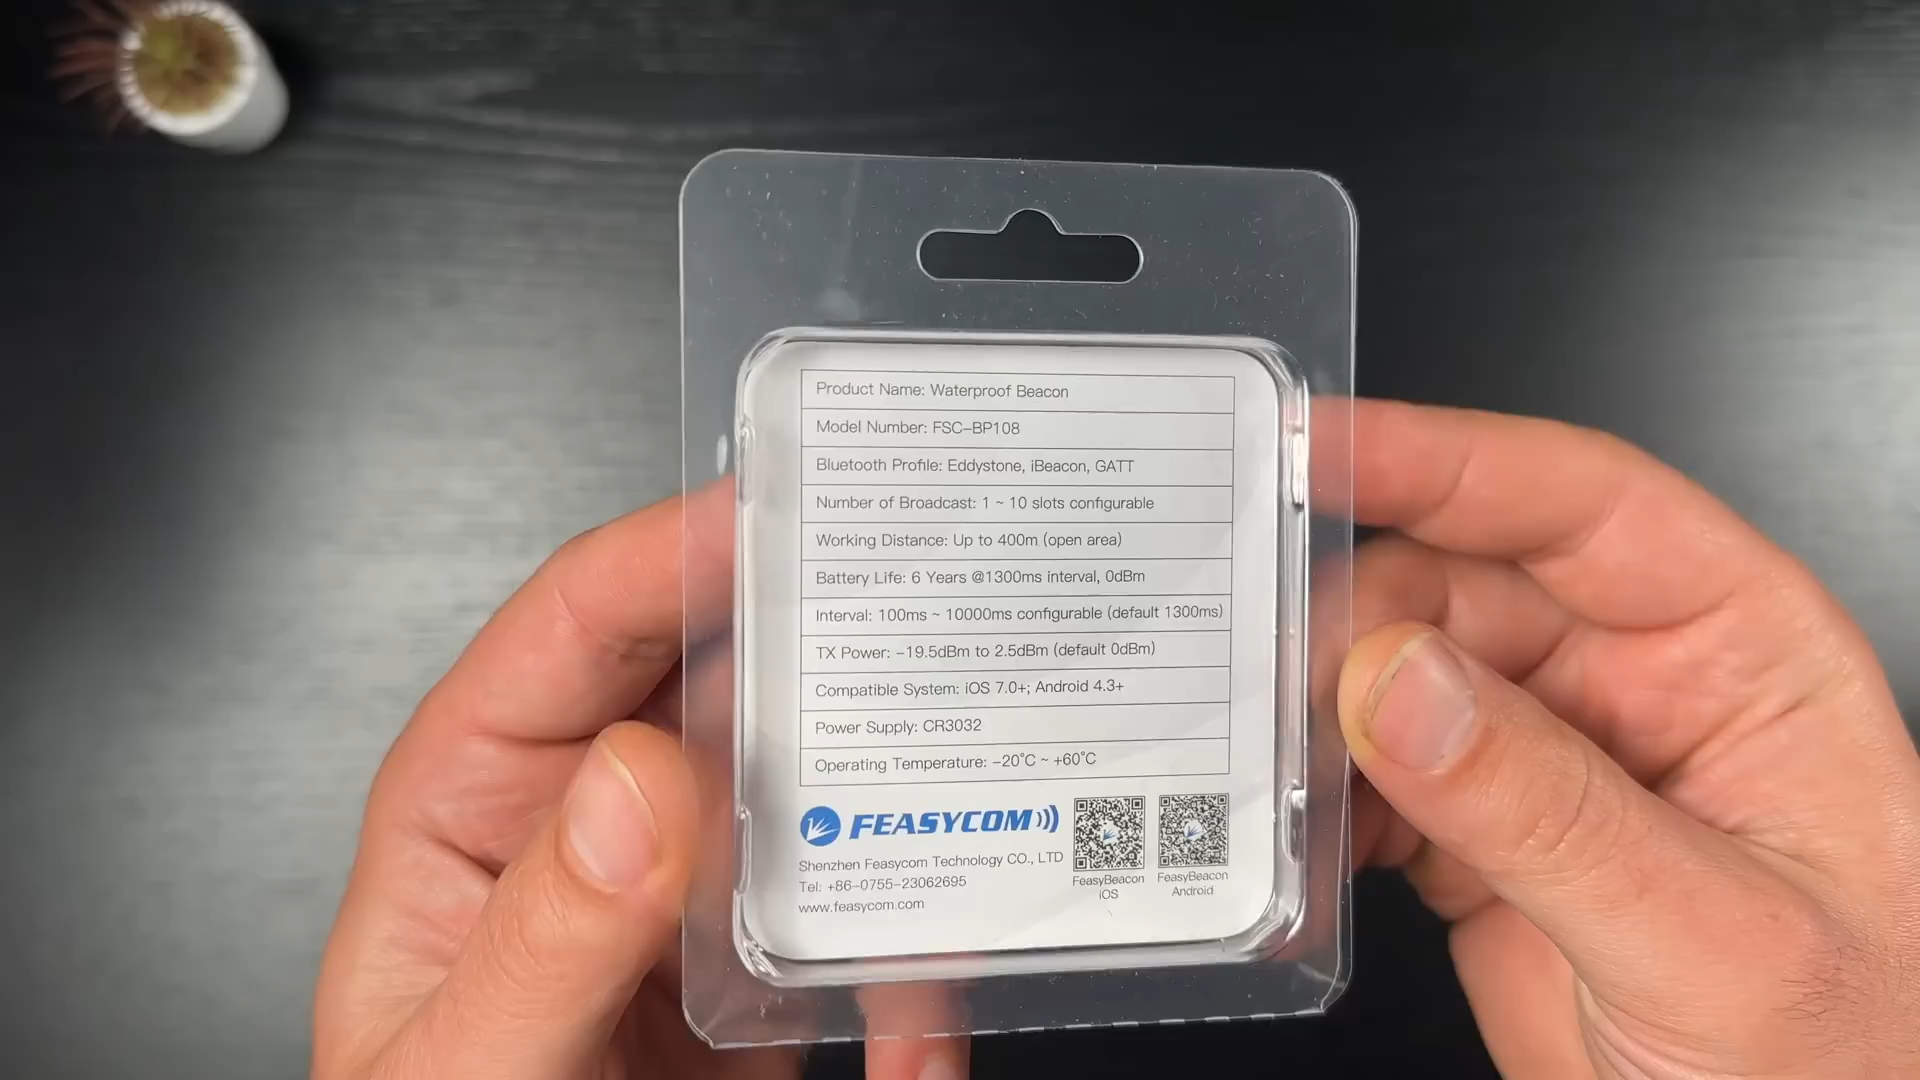 Product Name: Waterproof Beacon
Model Number: FSC-BP108
Bluetooth Profile: Eddystone, iBeacon, GATT
Number of Broadcast: 1 ~ 10 slots configurable
Working Distance: Up to 400m (open area)
Battery Life: 6 Years @1300ms interval, 0dBm
Interval: 100ms ~ 10000ms configurable (default 1300ms)
TX Power: -19.5dBm to 2.5dBm (default 0dBm)
Compatible System: iOS 7.0+; Android 4.3+
Power Supply: CR3032
Operating Temperature: -20°C ~ +60°C
FEASYCOM
Shenzhen Feasycom Technology CO., LTD
Tel: +86-0755-23062695
www.feasycom.com
FeasyBeacon
iOS
FeasyBeacon
Android